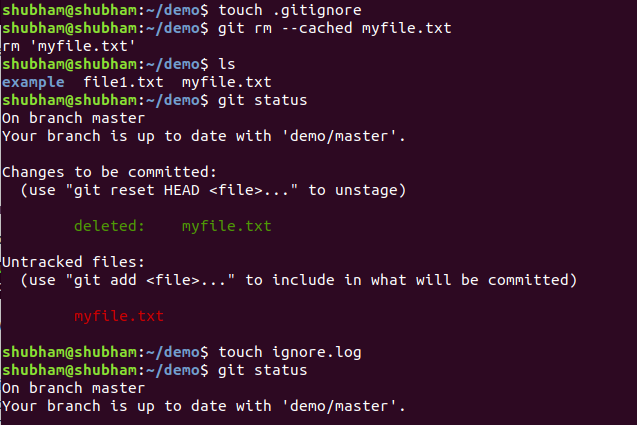 shubham@shubham:~/demo$ touch .gitignore
shubham@shubham:~/demo$ git rm --cached myfile.txt
rm 'myfile.txt'
shubham@shubham:~/demo$ ls
example  file1.txt  myfile.txt
shubham@shubham:~/demo$ git status
On branch master
Your branch is up to date with 'demo/master'.

Changes to be committed:
  (use "git reset HEAD <file>..." to unstage)

        deleted:    myfile.txt

Untracked files:
  (use "git add <file>..." to include in what will be committed)

        myfile.txt

shubham@shubham:~/demo$ touch ignore.log
shubham@shubham:~/demo$ git status
On branch master
Your branch is up to date with 'demo/master'.